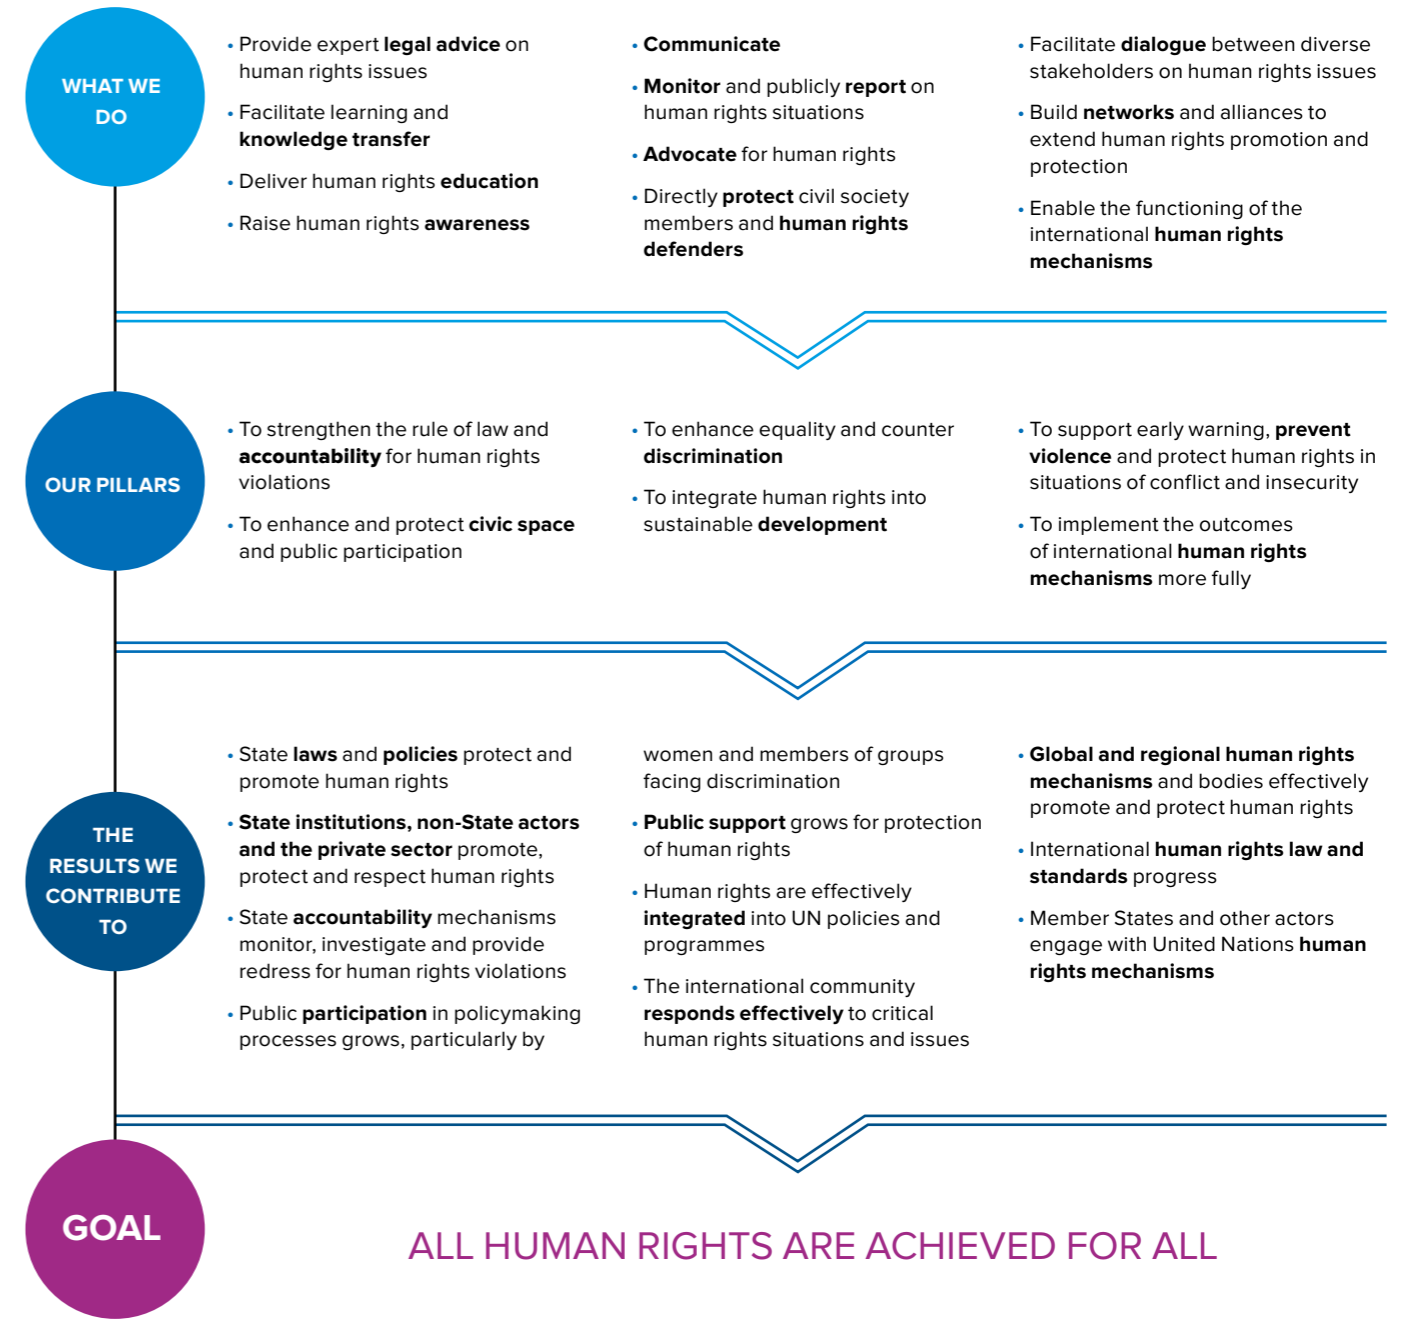 WHAT WE
DO
• Provide expert legal advice on
human rights issues
• Facilitate learning and
knowledge transfer
• Deliver human rights education
• Raise human rights awareness
• Communicate
• Monitor and publicly report on
human rights situations
• Advocate for human rights
• Directly protect civil society
members and human rights
defenders
• Facilitate dialogue between diverse
stakeholders on human rights issues
• Build networks and alliances to
extend human rights promotion and
protection
• Enable the functioning of the
international human rights
mechanisms
OUR PILLARS
• To strengthen the rule of law and
accountability for human rights
violations
• To enhance and protect civic space
and public participation
• To enhance equality and counter
discrimination
• To integrate human rights into
sustainable development
• To support early warning, prevent
violence and protect human rights in
situations of conflict and insecurity
• To implement the outcomes
of international human rights
mechanisms more fully
THE
RESULTS WE
CONTRIBUTE
TO
• State laws and policies protect and
promote human rights
• State institutions, non-State actors
and the private sector promote,
protect and respect human rights
• State accountability mechanisms
monitor, investigate and provide
redress for human rights violations
• Public participation in policymaking
processes grows, particularly by
women and members of groups
facing discrimination
• Public support grows for protection
of human rights
• Human rights are effectively
integrated into UN policies and
programmes
• The international community
responds effectively to critical
human rights situations and issues
• Global and regional human rights
mechanisms and bodies effectively
promote and protect human rights
• International human rights law and
standards progress
• Member States and other actors
engage with United Nations human
rights mechanisms
GOAL
ALL HUMAN RIGHTS ARE ACHIEVED FOR ALL